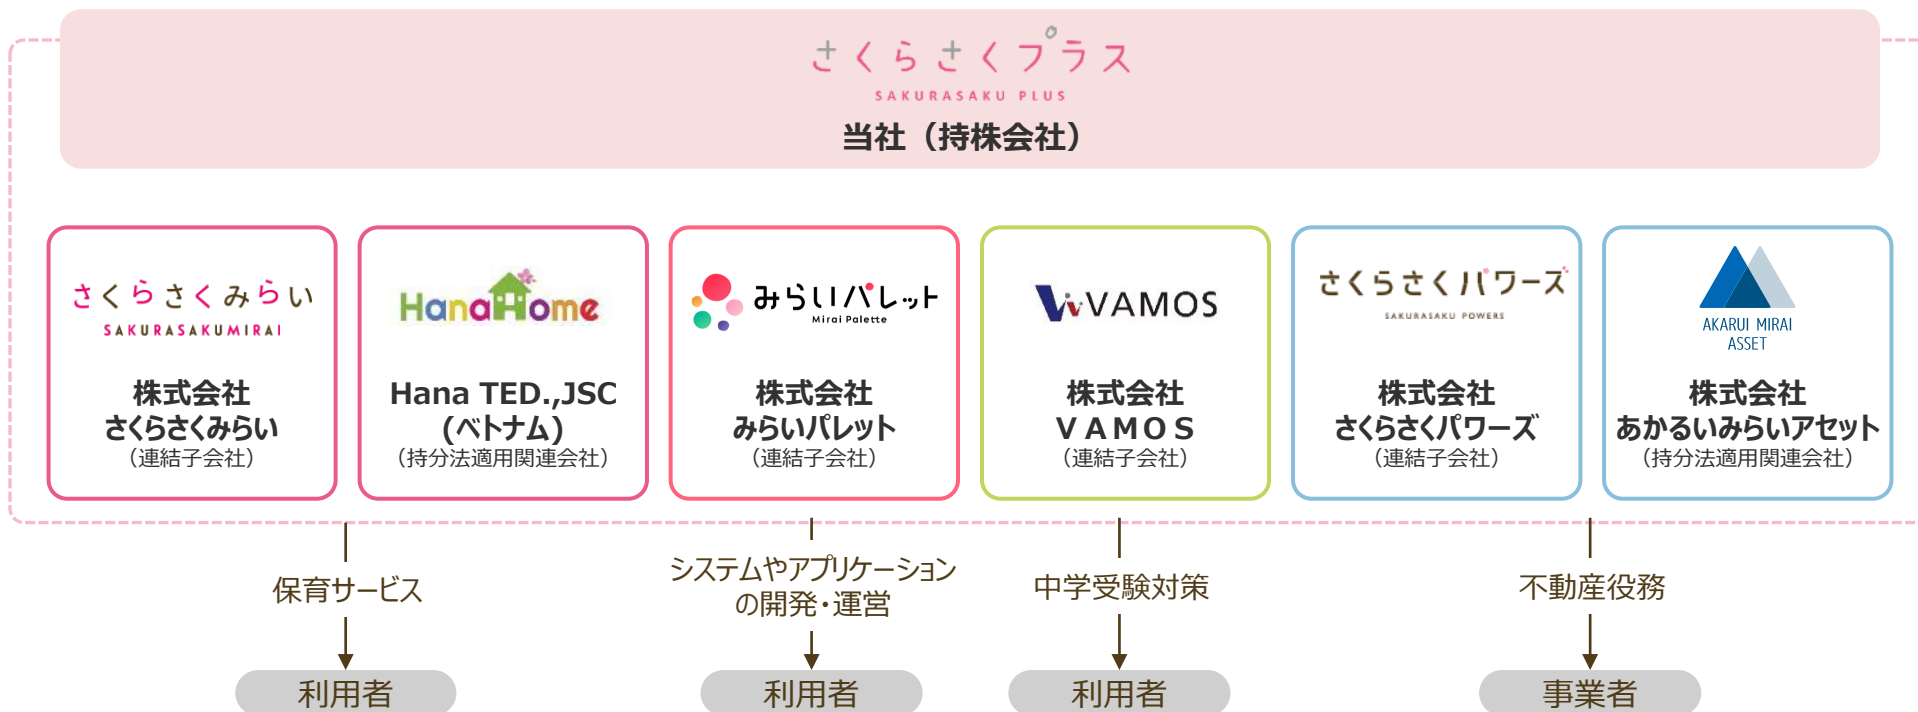 さくらさくプラス
SAKURASAKU PLUS
当社（持株会社）
さくらさくみらい
SAKURASAKUMIRAI
株式会社
さくらさくみらい
（連結子会社）
HanaHome
Hana TED.,JSC
(ベトナム)
（持分法適用関連会社）
みらいパレット
Mirai Palette
株式会社
みらいパレット
（連結子会社）
VAMOS
株式会社
ＶＡＭＯＳ
（連結子会社）
さくらさくパワーズ
SAKURASAKU POWERS
株式会社
さくらさくパワーズ
（連結子会社）
AKARUI MIRAI
ASSET
株式会社
あかるいみらいアセット
（持分法適用関連会社）
保育サービス
利用者
システムやアプリケーション
の開発・運営
利用者
中学受験対策
利用者
不動産役務
事業者